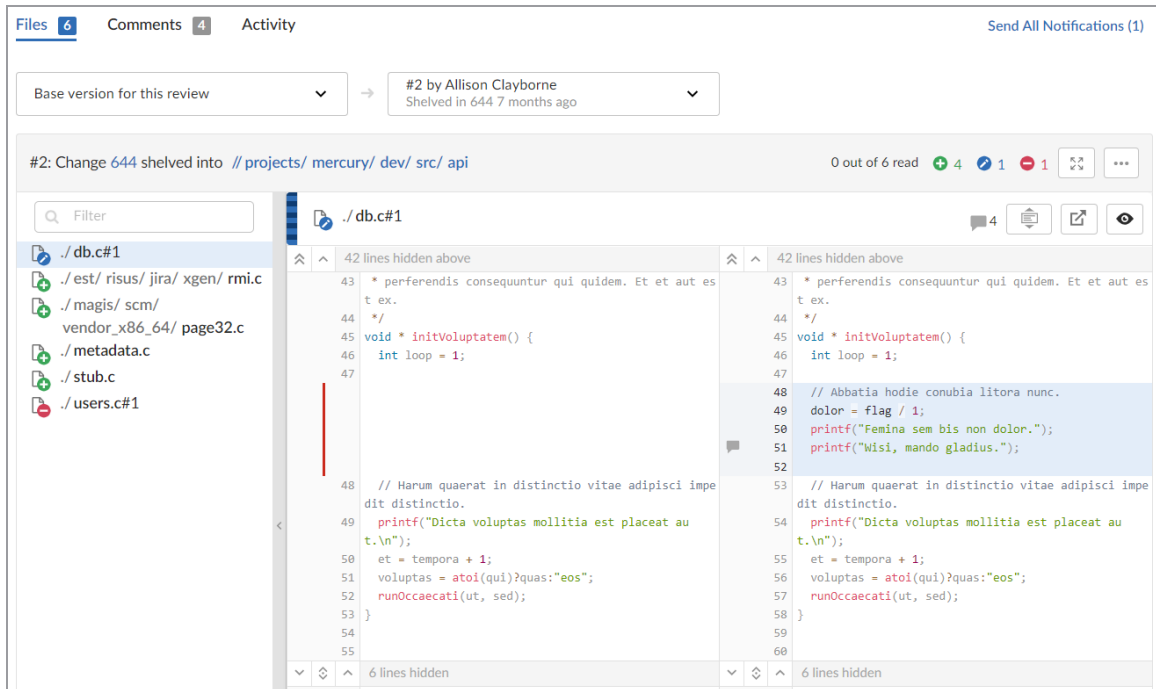 Files 6 Comments 4 Activity
Send All Notifications (1)
Base version for this review
#2 by Allison Clayborne
Shelved in 644 7 months ago
#2: Change 644 shelved into // projects/ mercury/ dev/ src/ api
0 out of 6 read 4 1 1
Filter
./ db.c#1
./ est/ risus/ jira/ xgen/ rmi.c
./ magis/ scm/
vendor_x86_64/ page32.c
./ metadata.c
./ stub.c
./ users.c#1
./ db.c#1
4
42 lines hidden above
43 * perferendis consequuntur qui quidem. Et et aut es
t ex.
44 */
45 void * initVoluptatem() {
46 int loop = 1;
47
48 // Harum quaerat in distinctio vitae adipisci impe
dit distinctio.
49 printf("Dicta voluptas mollitia est placeat au
t.\n");
50 et = tempora + 1;
51 voluptas = atoi(qui)?quas:"eos";
52 runOccaecati(ut, sed);
53 }
54
55
6 lines hidden
42 lines hidden above
43 * perferendis consequuntur qui quidem. Et et aut es
t ex.
44 */
45 void * initVoluptatem() {
46 int loop = 1;
47
48 // Abbatia hodie conubia litora nunc.
49 dolor = flag / 1;
50 printf("Femina sem bis non dolor.");
51 printf("Wisi, mando gladius.");
52
53 // Harum quaerat in distinctio vitae adipisci impe
dit distinctio.
54 printf("Dicta voluptas mollitia est placeat au
t.\n");
55 et = tempora + 1;
56 voluptas = atoi(qui)?quas:"eos";
57 runOccaecati(ut, sed);
58 }
59
60
6 lines hidden